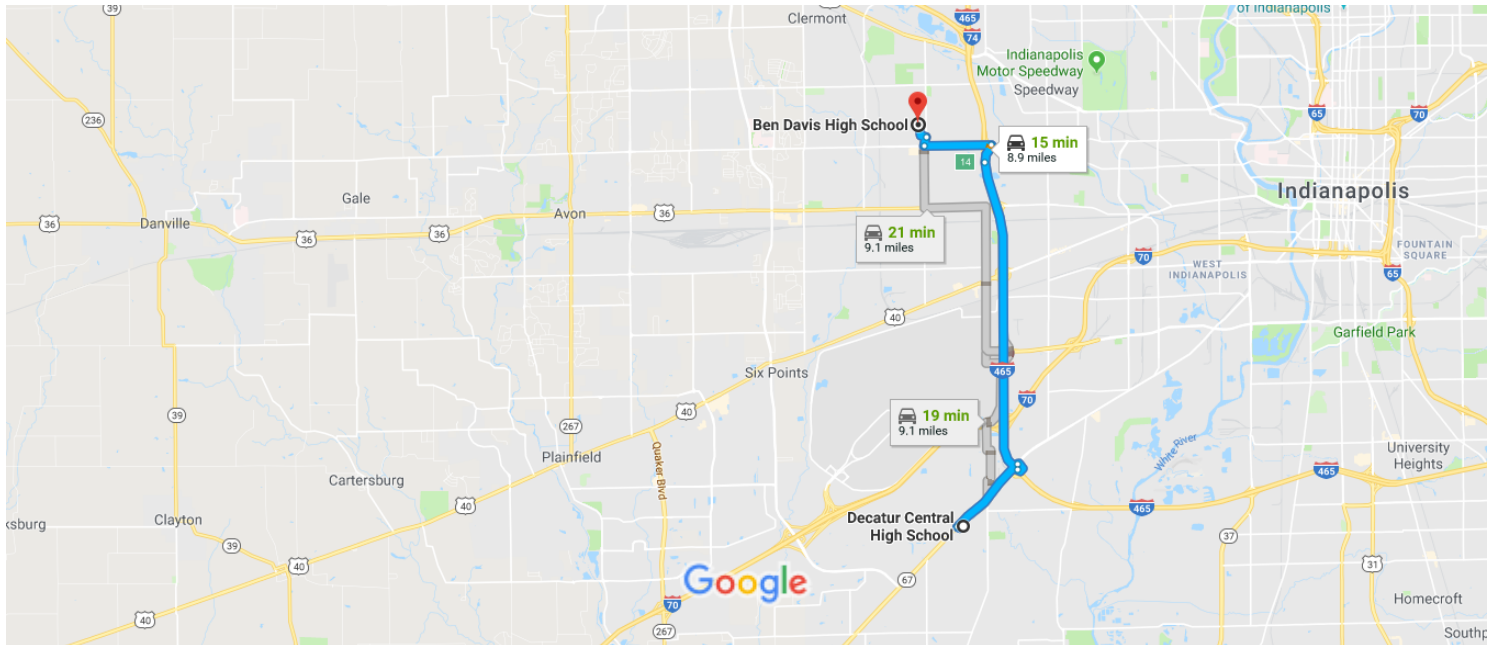 39
Clermont
465
74
of Indianapolis
Indianapolis
Motor Speedway
Speedway
236
65
70
Ben Davis High School
15 min
8.9 miles
14
Gale
Indianapolis
36
Danville
Avon
36
36
36
21 min
9.1 miles
70
WEST
INDIANAPOLIS
FOUNTAIN
SQUARE
65
40
Garfield Park
Six Points
465
70
39
40
19 min
9.1 miles
267
Plainfield
Quaker Blvd
White River
University
Heights
465
Cartersburg
40
465
ksburg
Clayton
39
Decatur Central
High School
37
40
67
31
Google
70
Homecroft
40
267
Southp